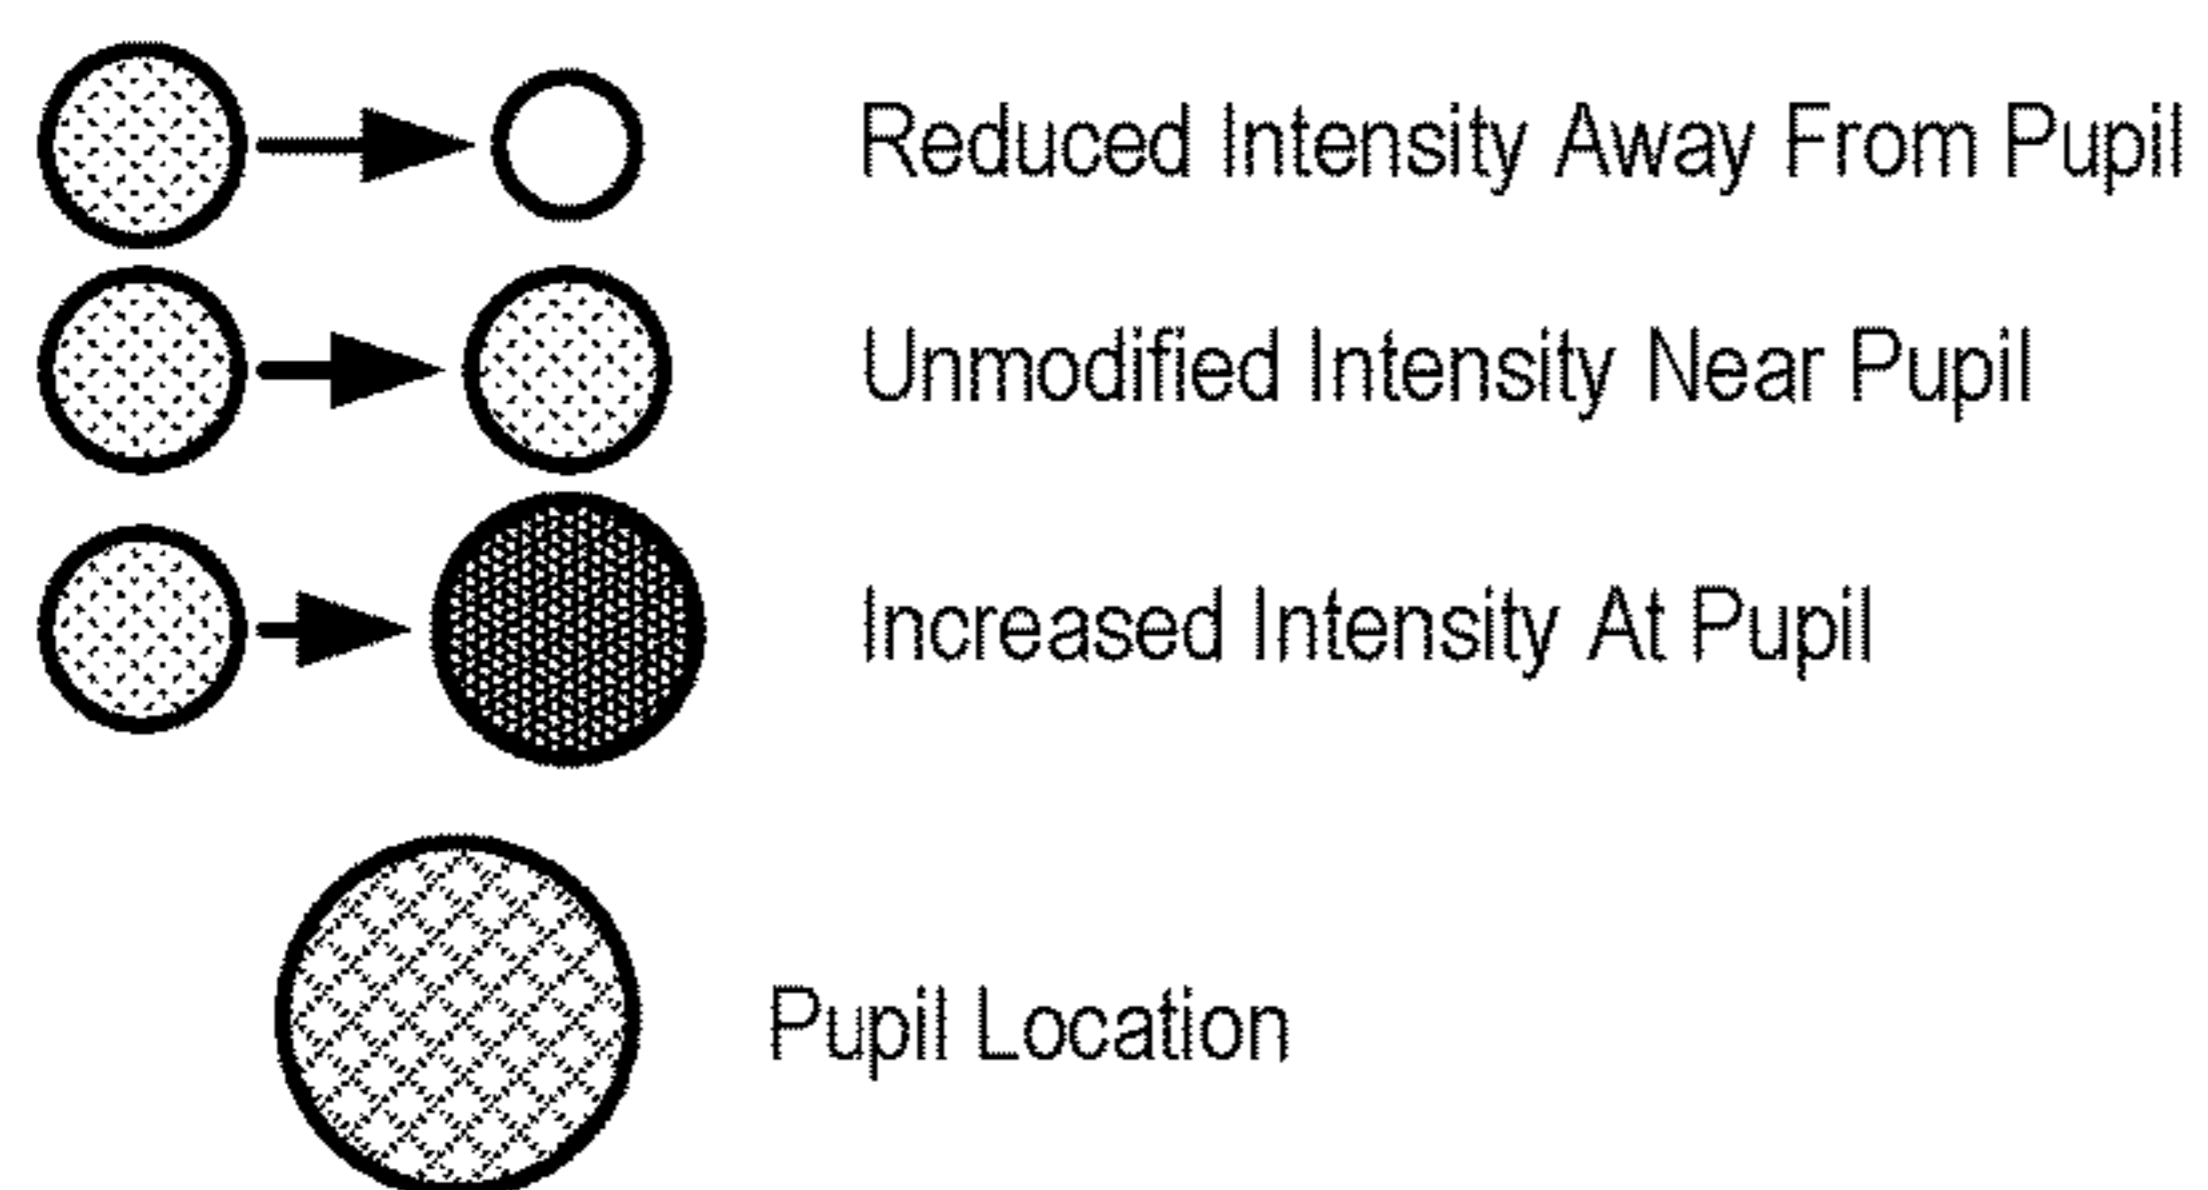 Reduced Intensity Away From Pupil
Unmodified Intensity Near Pupil
Increased Intensity At Pupil
Pupil Location